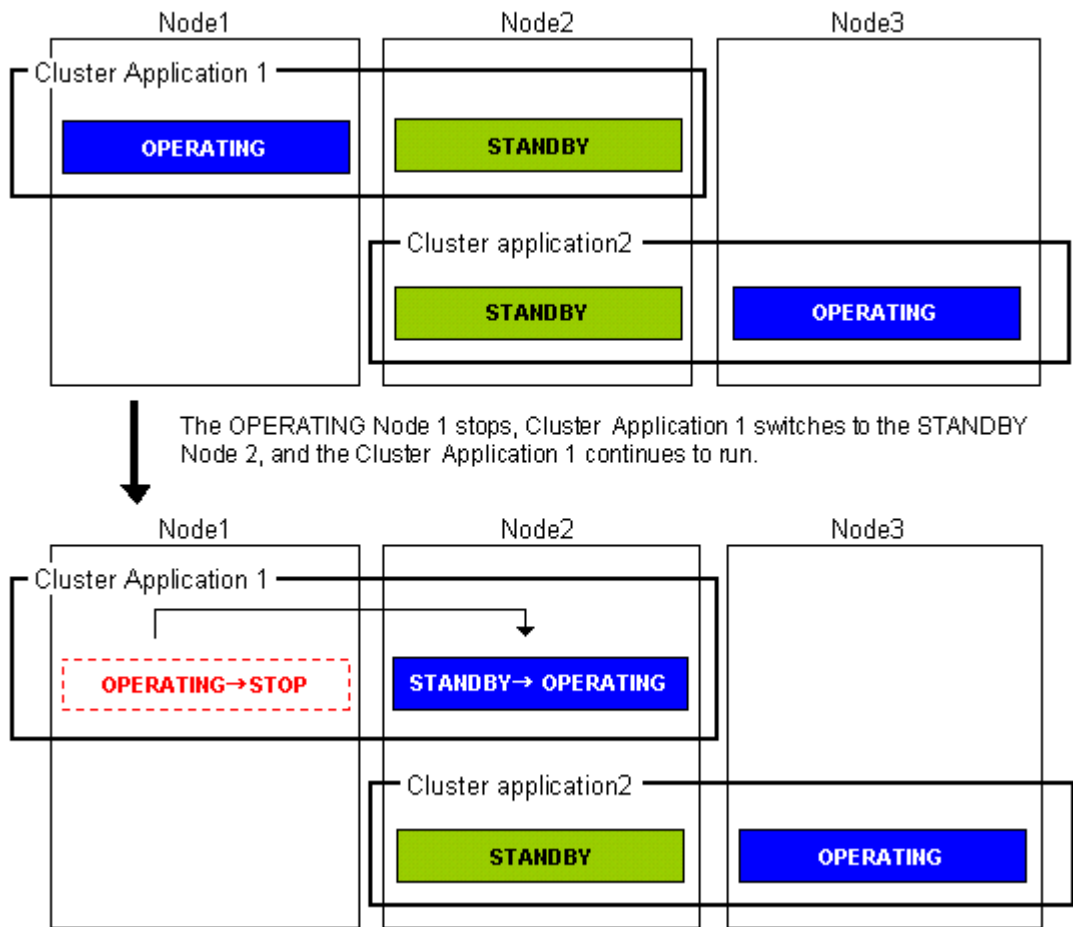 Node1 Node2 Node3
Cluster Application 1
OPERATING STANDBY
Cluster application2
STANDBY OPERATING
The OPERATING Node 1 stops, Cluster Application 1 switches to the STANDBY
Node 2, and the Cluster Application 1 continues to run.
Node1 Node2 Node3
Cluster Application 1
OPERATING→STOP STANDBY→ OPERATING
Cluster application2
STANDBY OPERATING